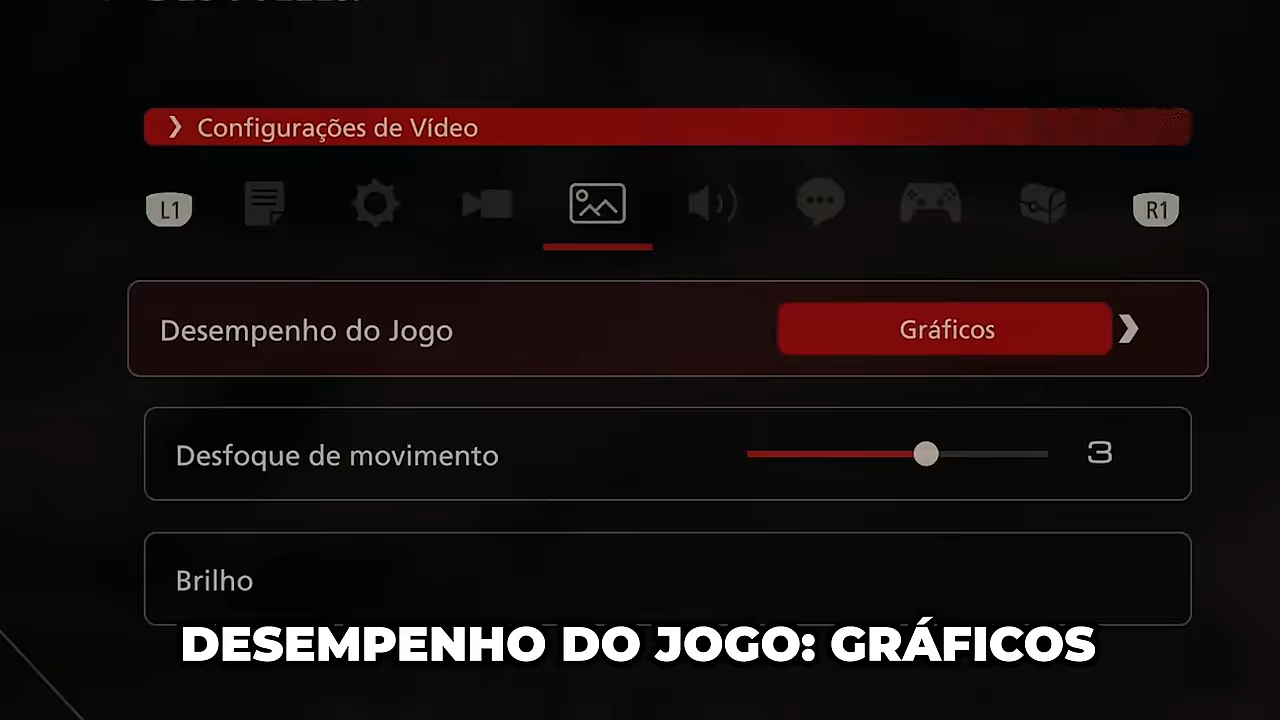 Configurações de Vídeo
L1
R1
Desempenho do Jogo
Gráficos
Desfoque de movimento
3
Brilho
DESEMPENHO DO JOGO: GRÁFICOS